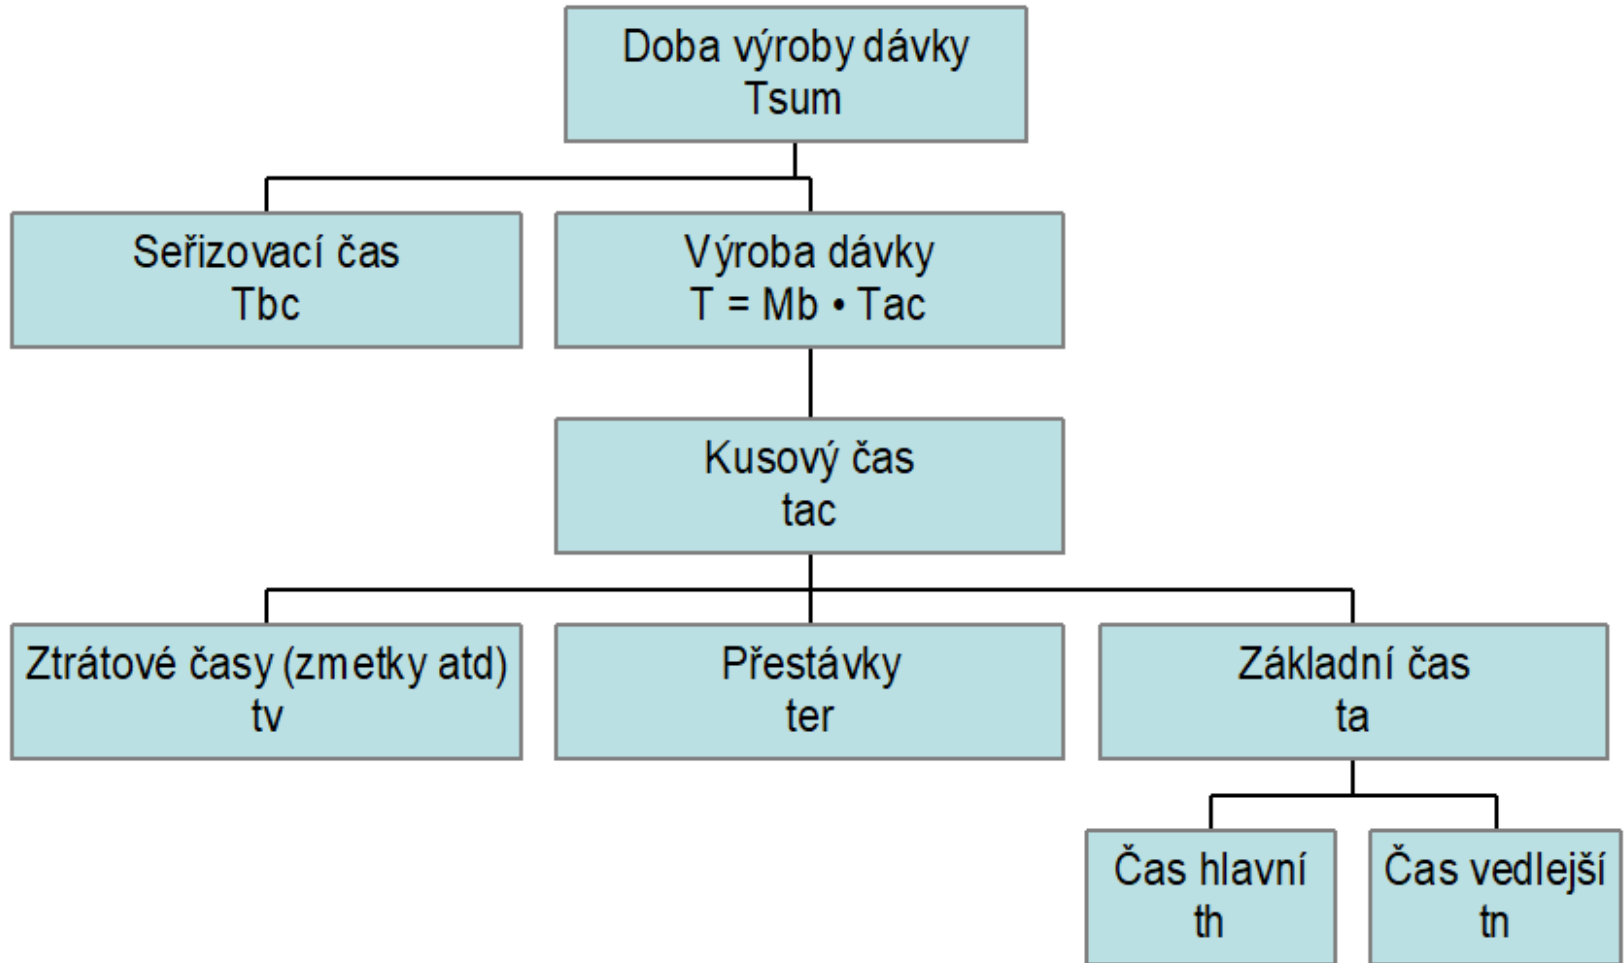 Doba výroby dávky
Tsum
Seřizovací čas
Tbc
Výroba dávky
T = Mb • Tac
Kusový čas
tac
Ztrátové časy (zmetky atd)
tv
Přestávky
ter
Základní čas
ta
Čas hlavní
th
Čas vedlejší
tn